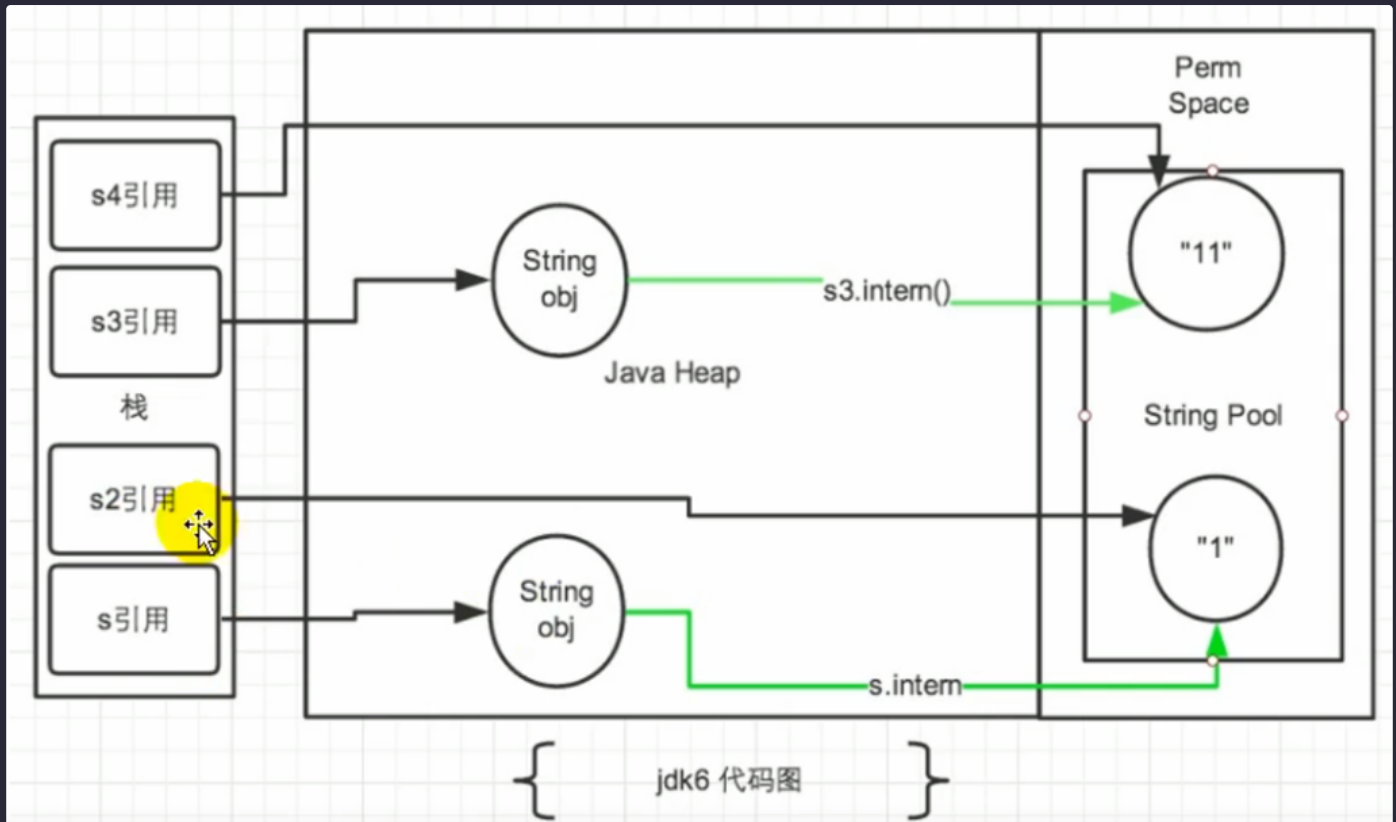 Perm
Space
s4引用
"11"
String
obj
s3.intern()
s3引用
Java Heap
栈
String Pool
s2引用
"1"
String
obj
s引用
s.intern
jdk6 代码图